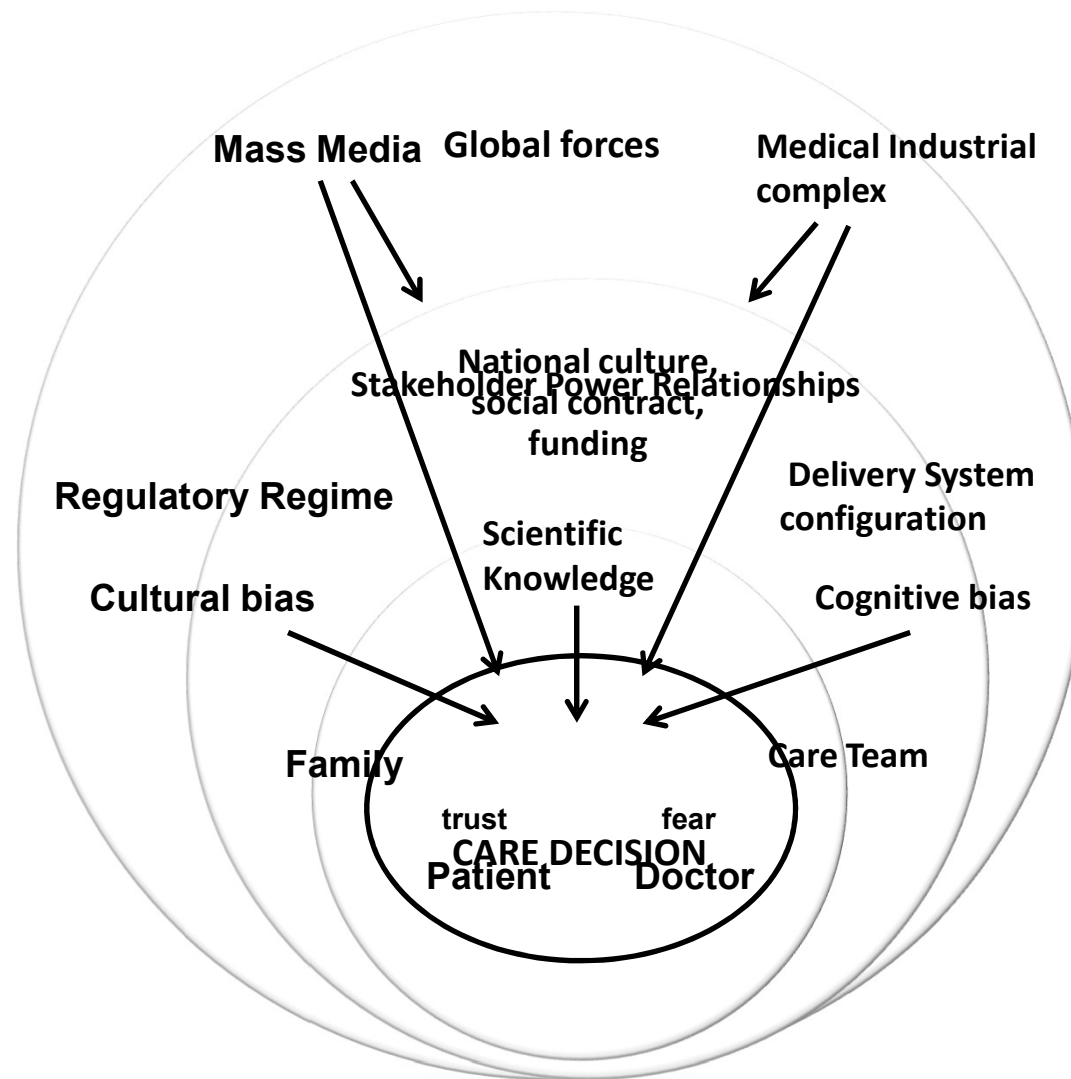 Mass Media
Global forces
Medical Industrial
complex
National culture,
Stakeholder Power Relationships
social contract,
funding
Regulatory Regime
Delivery System
configuration
Scientific
Knowledge
Cultural bias
Cognitive bias
Family
Care Team
trust
fear
CARE DECISION
Patient
Doctor